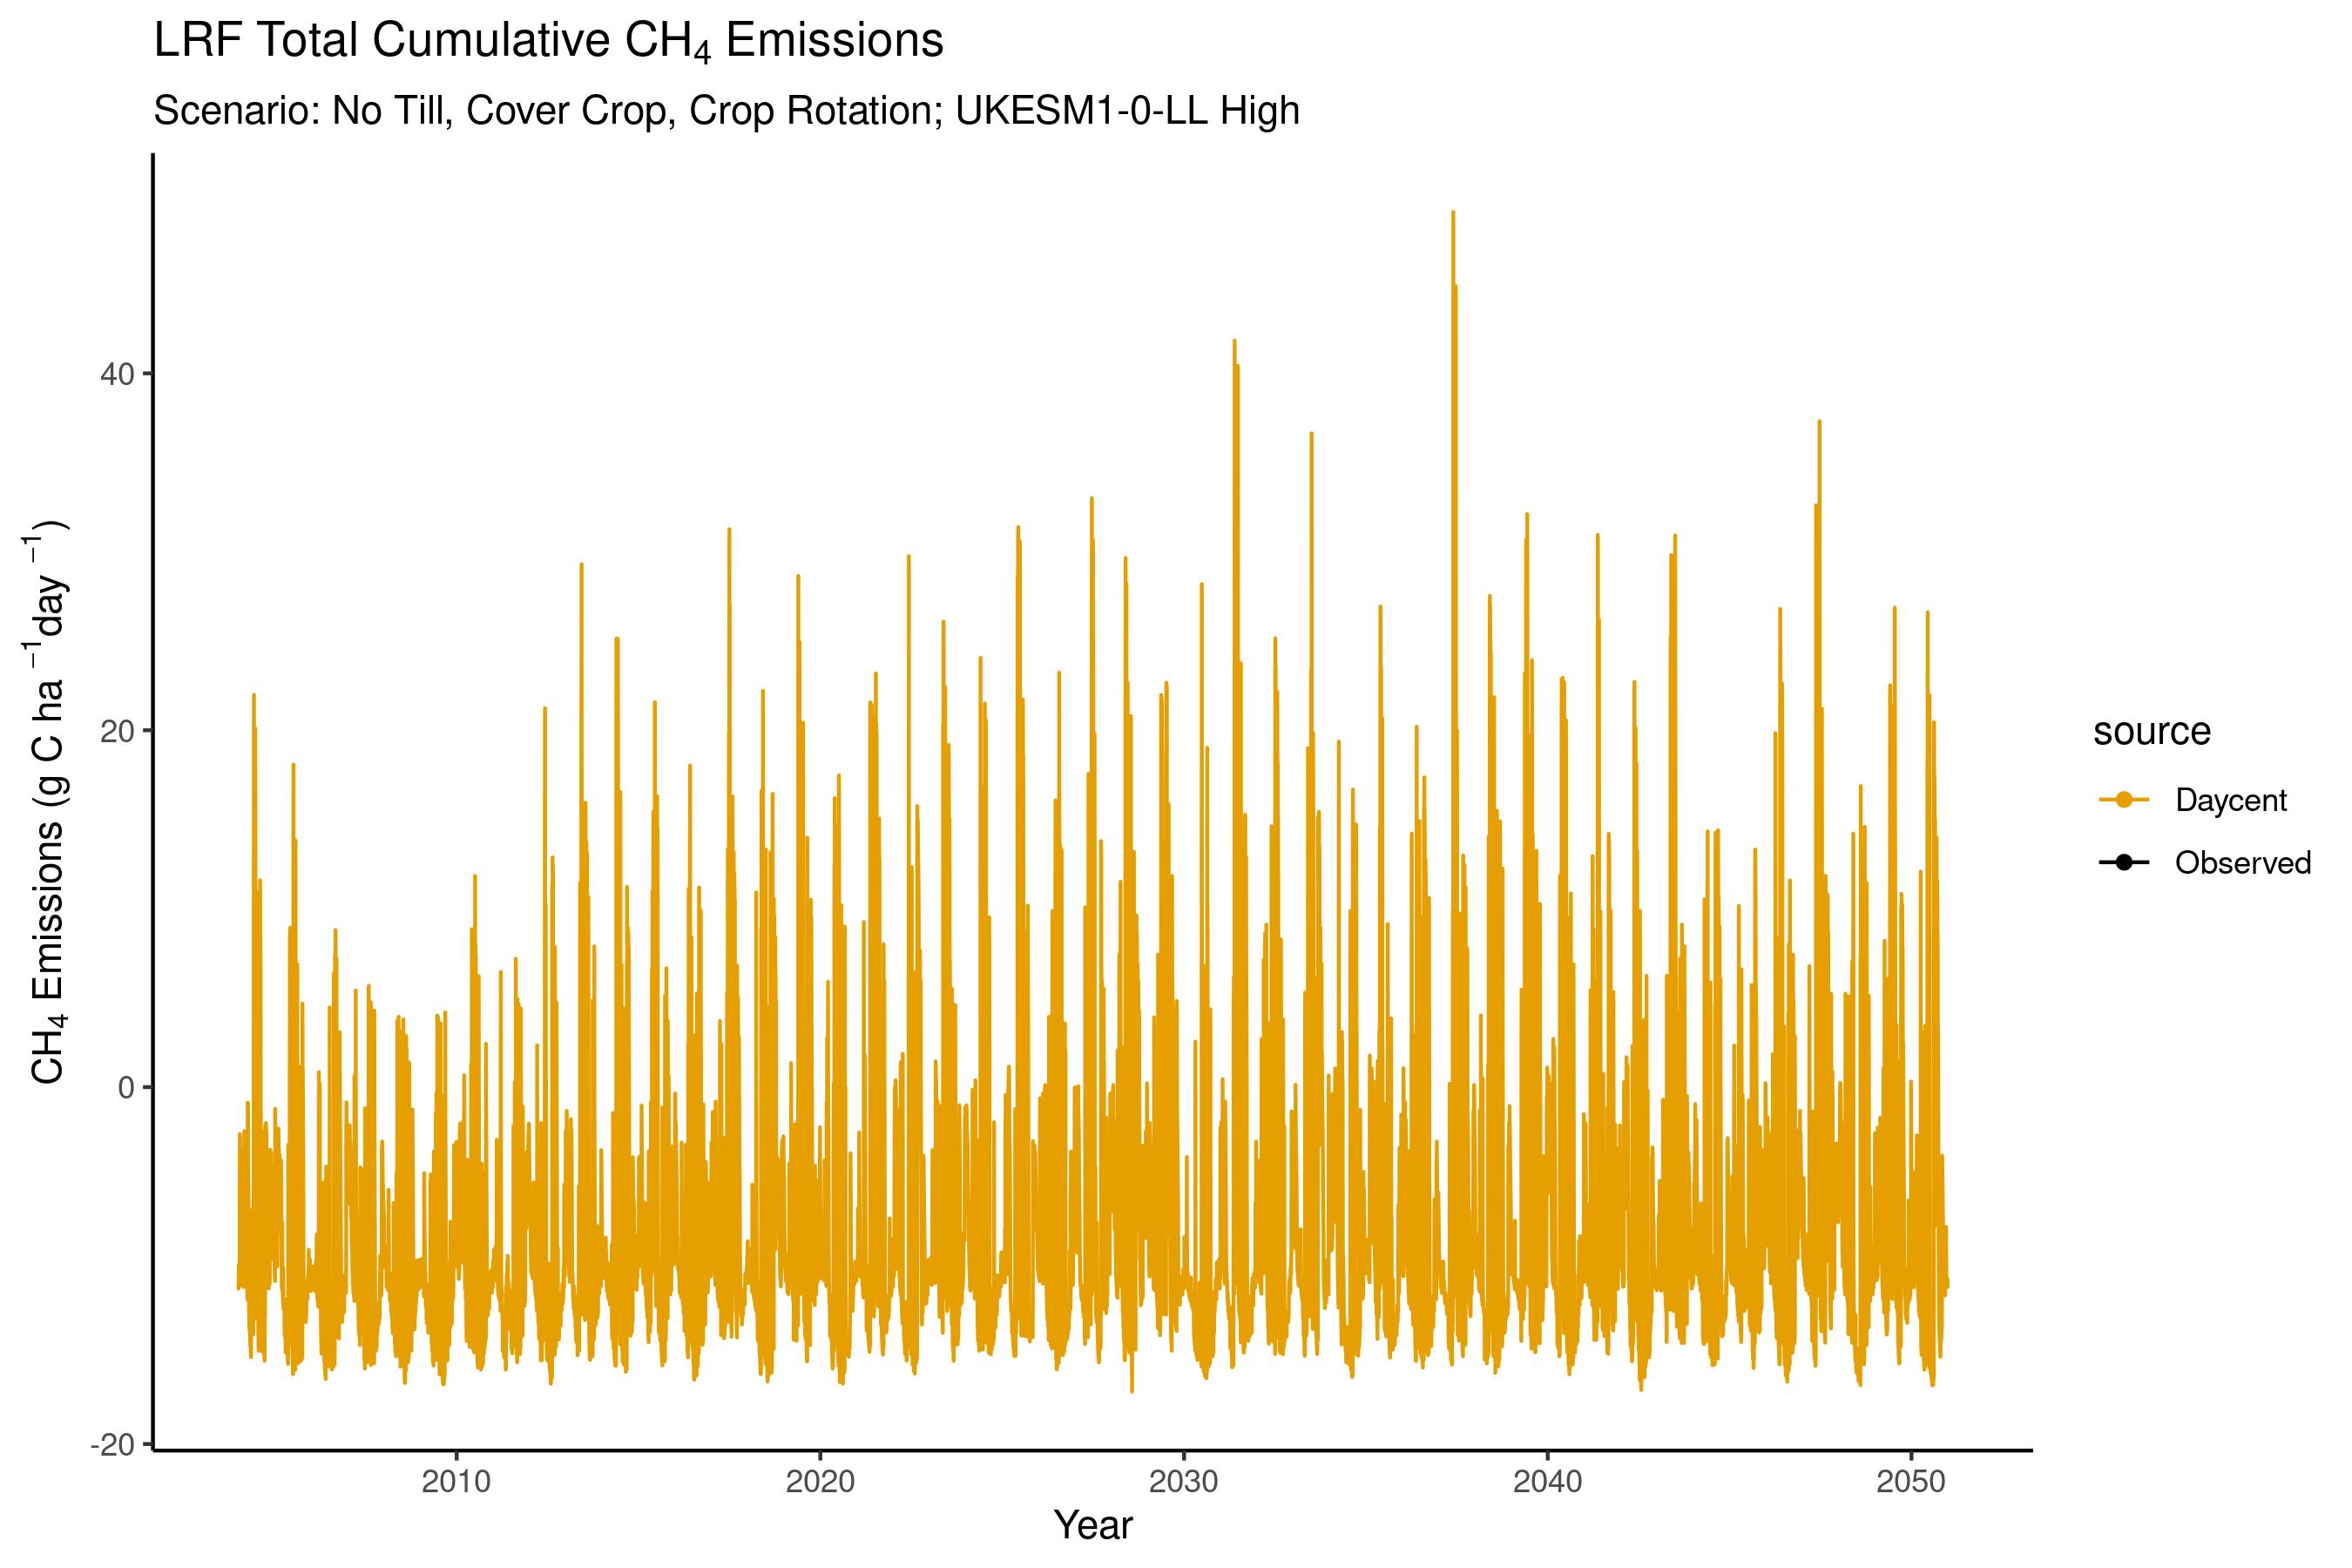 LRF Total Cumulative CH₄ Emissions
Scenario: No Till, Cover Crop, Crop Rotation; UKESM1-0-LL High
CH₄ Emissions (g C ha ⁻¹day ⁻¹)
40
20
0
-20
2010 2020 2030 2040 2050
Year
source
Daycent
Observed